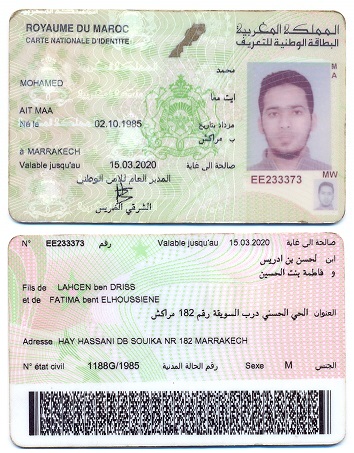 ROYAUME DU MAROC
المملكة المغربية
CARTE NATIONALE D'IDENTITE
البطاقة الوطنية للتعريف
محمد
MOHAMED
أيت معا
AIT MAA
Né le 02.10.1985 مزداد بتاريخ
ب مراكش
à MARRAKECH
Valable jusqu'au 15.03.2020 صالحة الى غاية
المدير العام للأمن الوطني
الشرقي الضريس
M
A
EE233373
MW
N° EE233373 رقم Valable jusqu'au 15.03.2020 صالحة الى غاية
ابن لحسن بن ادريس
و فاطمة بنت الحسين
Fils de LAHCEN ben DRISS
et de FATIMA bent ELHOUSSIENE
العنوان الحي الحسني درب السويقة رقم 182 مراكش
Adresse HAY HASSANI DB SOUIKA NR 182 MARRAKECH
N° état civil 1188G/1985 رقم الحالة المدنية Sexe M الجنس